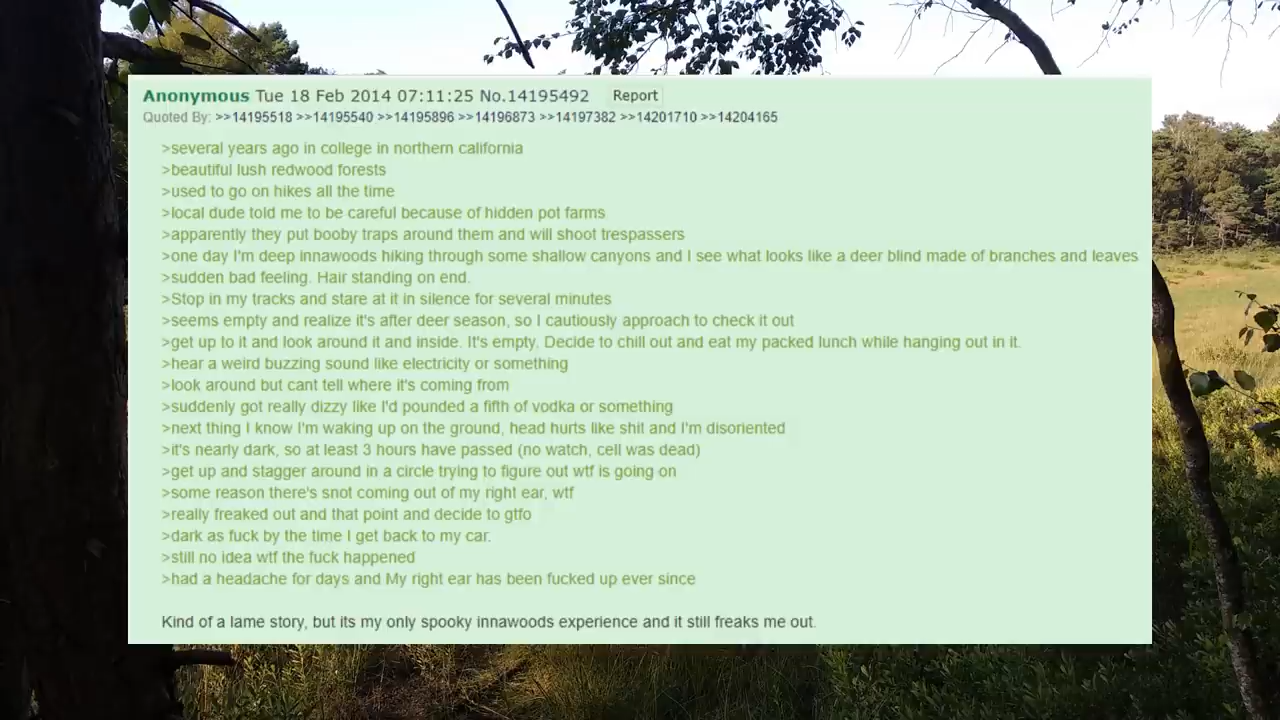 Anonymous Tue 18 Feb 2014 07:11:25 No.14195492 Report
Quoted By: >>14195518 >>14195540 >>14195896 >>14196873 >>14197382 >>14201710 >>14204165
>several years ago in college in northern california
>beautiful lush redwood forests
>used to go on hikes all the time
>local dude told me to be careful because of hidden pot farms
>apparently they put booby traps around them and will shoot trespassers
>one day I'm deep innawoods hiking through some shallow canyons and I see what looks like a deer blind made of branches and leaves
>sudden bad feeling. Hair standing on end.
>Stop in my tracks and stare at it in silence for several minutes
>seems empty and realize it's after deer season, so I cautiously approach to check it out
>get up to it and look around it and inside. It's empty. Decide to chill out and eat my packed lunch while hanging out in it.
>hear a weird buzzing sound like electricity or something
>look around but cant tell where it's coming from
>suddenly got really dizzy like I'd pounded a fifth of vodka or something
>next thing I know I'm waking up on the ground, head hurts like shit and I'm disoriented
>it's nearly dark, so at least 3 hours have passed (no watch, cell was dead)
>get up and stagger around in a circle trying to figure out wtf is going on
>some reason there's snot coming out of my right ear, wtf
>really freaked out and that point and decide to gtfo
>dark as fuck by the time I get back to my car.
>still no idea wtf the fuck happened
>had a headache for days and My right ear has been fucked up ever since
Kind of a lame story, but its my only spooky innawoods experience and it still freaks me out.